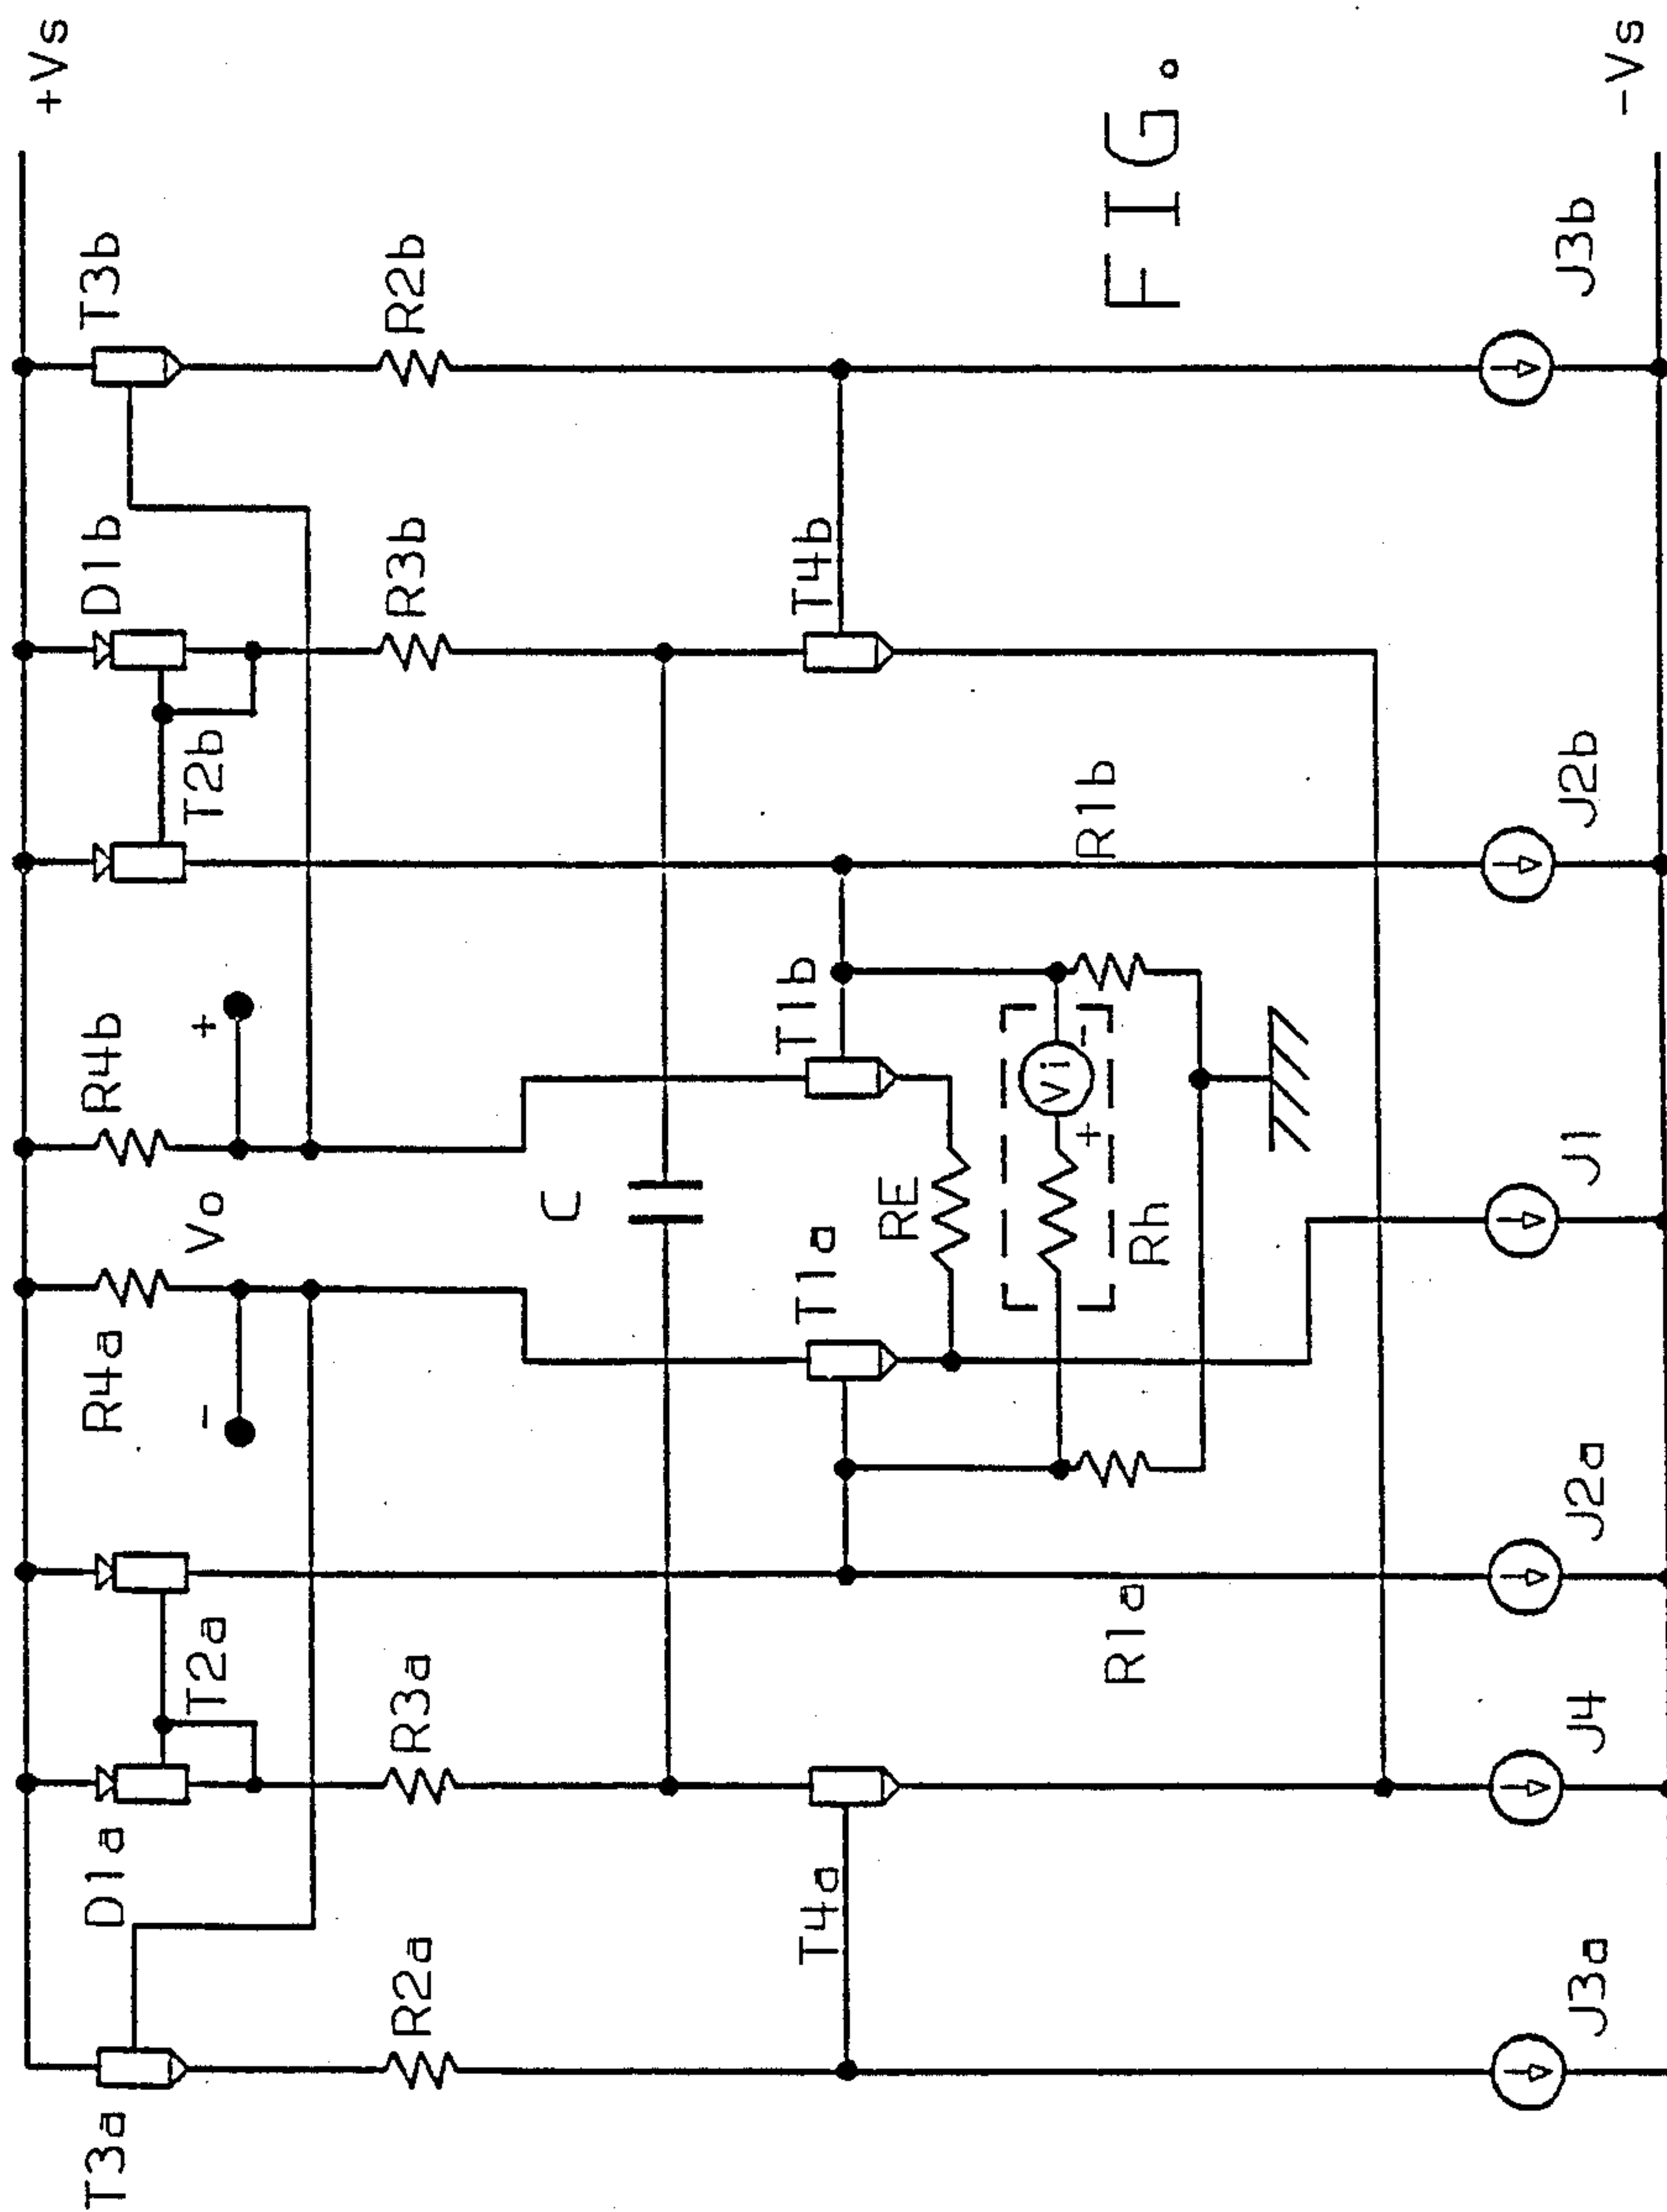 +Vs
T3a
D1a
T2a
R4a
-
Vo
+
R4b
T2b
D1b
T3b
R2a
R3a
C
R3b
R2b
T4a
T1a
T1b
T4b
RE
Vi
+
-
Rh
R1a
R1b
FIG.
J3a
J4
J2a
J1
J2b
J3b
-Vs